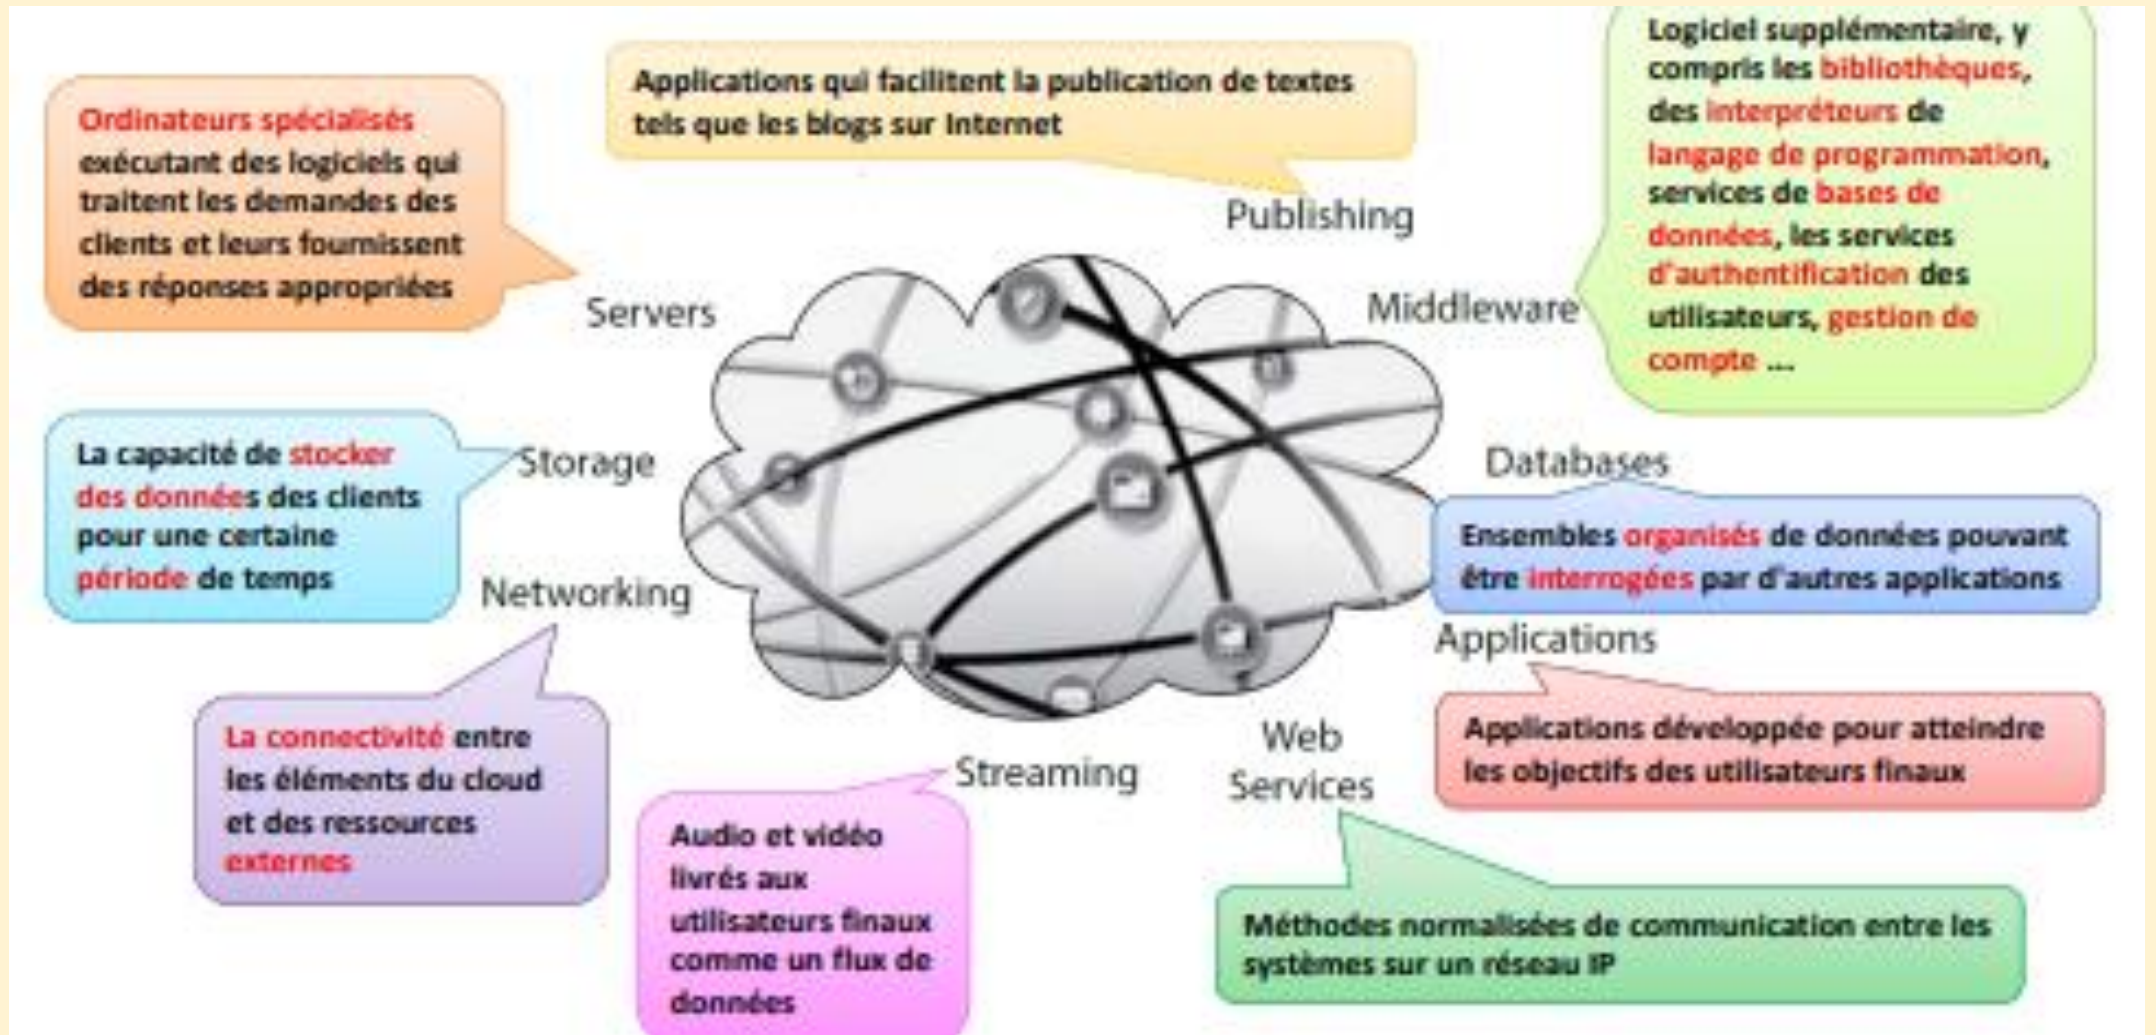 Ordinateurs spécialisés
exécutant des logiciels qui
traitent les demandes des
clients et leurs fournissent
des réponses appropriées
Servers
Applications qui facilitent la publication de textes
tels que les blogs sur Internet
Publishing
Logiciel supplémentaire, y
compris les bibliothèques,
des interpréteurs de
langage de programmation,
services de bases de
données, les services
d'authentification des
utilisateurs, gestion de
compte ....
Middleware
La capacité de stocker
des données des clients
pour une certaine
période de temps
Storage
Databases
Ensembles organisés de données pouvant
être interrogées par d'autres applications
Networking
La connectivité entre
les éléments du cloud
et des ressources
externes
Applications
Applications développée pour atteindre
les objectifs des utilisateurs finaux
Streaming
Audio et vidéo
livrés aux
utilisateurs finaux
comme un flux de
données
Web
Services
Méthodes normalisées de communication entre les
systèmes sur un réseau IP